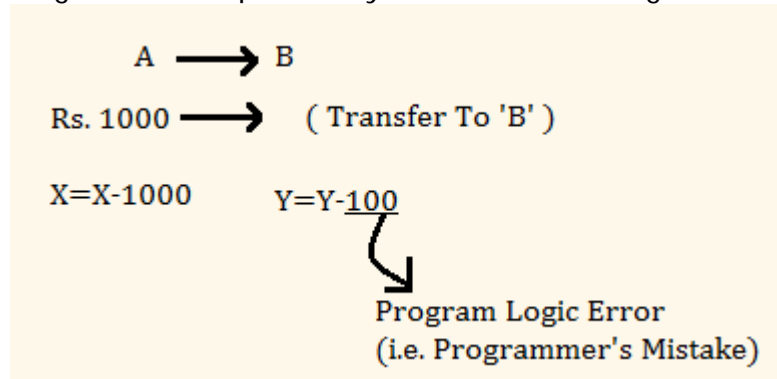 A B
Rs. 1000 ( Transfer To 'B' )
X=X-1000 Y=Y-100
Program Logic Error
(i.e. Programmer's Mistake)